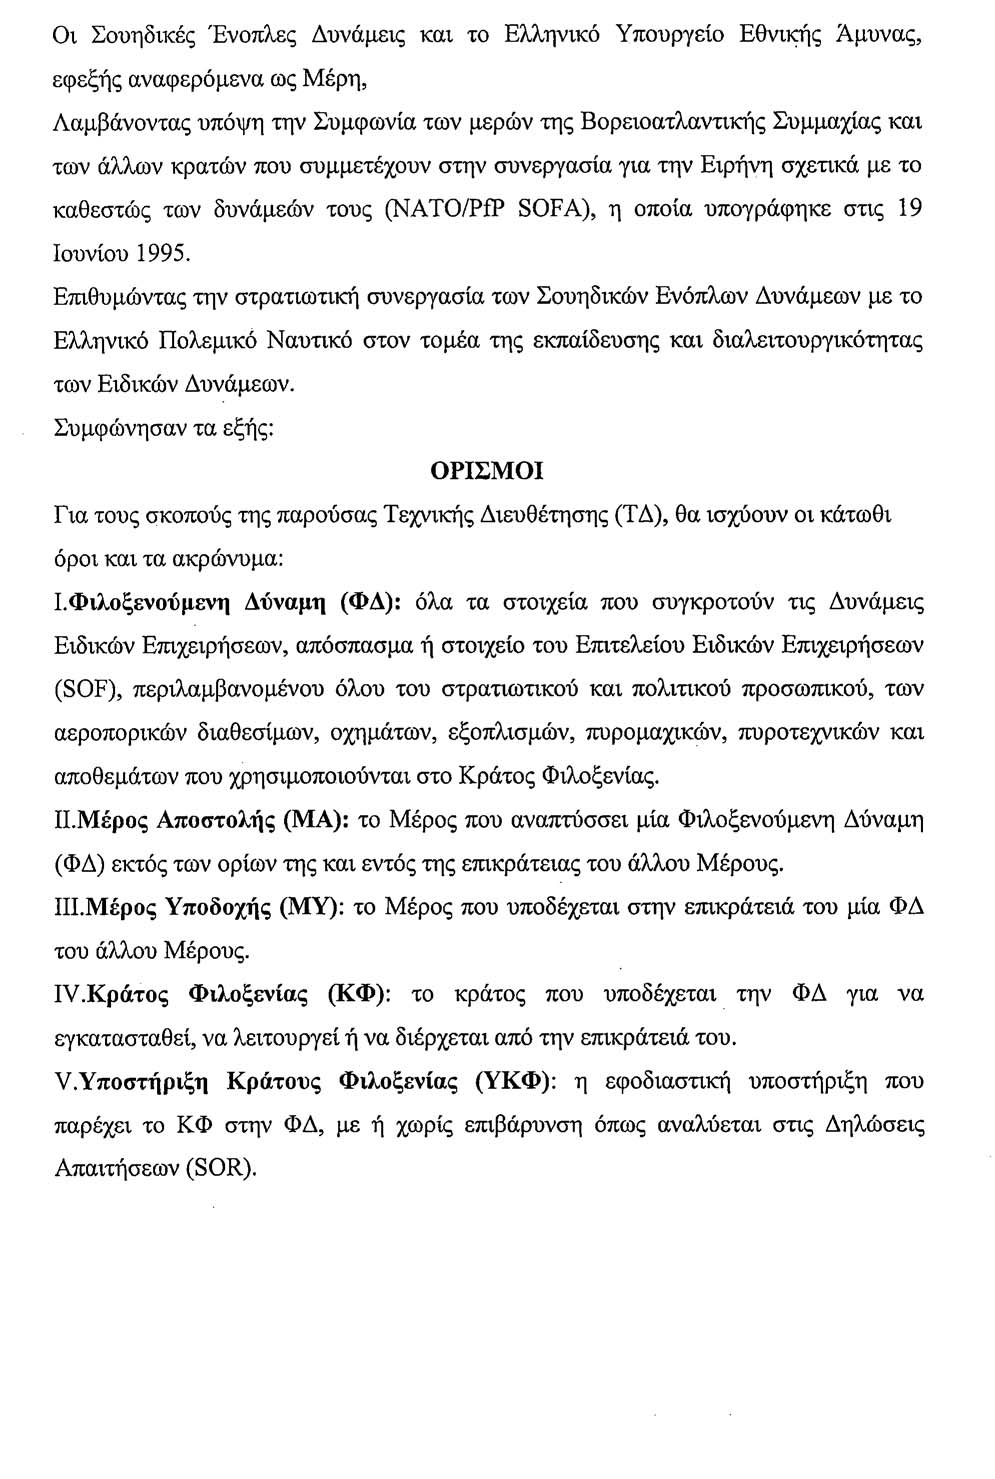 Οι Σουηδικές Ένοπλες Δυνάμεις και το Ελληνικό Υπουργείο Εθνικής Άμυνας,
εφεξής αναφερόμενα ως Μέρη,
Λαμβάνοντας υπόψη την Συμφωνία των μερών της Βορειοατλαντικής Συμμαχίας και
των άλλων κρατών που συμμετέχουν στην συνεργασία για την Ειρήνη σχετικά με το
καθεστώς των δυνάμεών τους (NATO/PfP SOFA), η οποία υπογράφηκε στις 19
Ιουνίου 1995.
Επιθυμώντας την στρατιωτική συνεργασία των Σουηδικών Ενόπλων Δυνάμεων με το
Ελληνικό Πολεμικό Ναυτικό στον τομέα της εκπαίδευσης και διαλειτουργικότητας
των Ειδικών Δυνάμεων.
Συμφώνησαν τα εξής:
ΟΡΙΣΜΟΙ
Για τους σκοπούς της παρούσας Τεχνικής Διευθέτησης (ΤΔ), θα ισχύουν οι κάτωθι
όροι και τα ακρώνυμα:
I.Φιλοξενούμενη Δύναμη (ΦΔ): όλα τα στοιχεία που συγκροτούν τις Δυνάμεις
Ειδικών Επιχειρήσεων, απόσπασμα ή στοιχείο του Επιτελείου Ειδικών Επιχειρήσεων
(SOF), περιλαμβανομένου όλου του στρατιωτικού και πολιτικού προσωπικού, των
αεροπορικών διαθεσίμων, οχημάτων, εξοπλισμών, πυρομαχικών, πυροτεχνικών και
αποθεμάτων που χρησιμοποιούνται στο Κράτος Φιλοξενίας.
II.Μέρος Αποστολής (ΜΑ): το Μέρος που αναπτύσσει μία Φιλοξενούμενη Δύναμη
(ΦΔ) εκτός των ορίων της και εντός της επικράτειας του άλλου Μέρους.
III.Μέρος Υποδοχής (ΜΥ): το Μέρος που υποδέχεται στην επικράτειά του μία ΦΔ
του άλλου Μέρους.
IV.Κράτος Φιλοξενίας (ΚΦ): το κράτος που υποδέχεται την ΦΔ για να
εγκατασταθεί, να λειτουργεί ή να διέρχεται από την επικράτειά του.
V.Υποστήριξη Κράτους Φιλοξενίας (ΥΚΦ): η εφοδιαστική υποστήριξη που
παρέχει το ΚΦ στην ΦΔ, με ή χωρίς επιβάρυνση όπως αναλύεται στις Δηλώσεις
Απαιτήσεων (SOR).